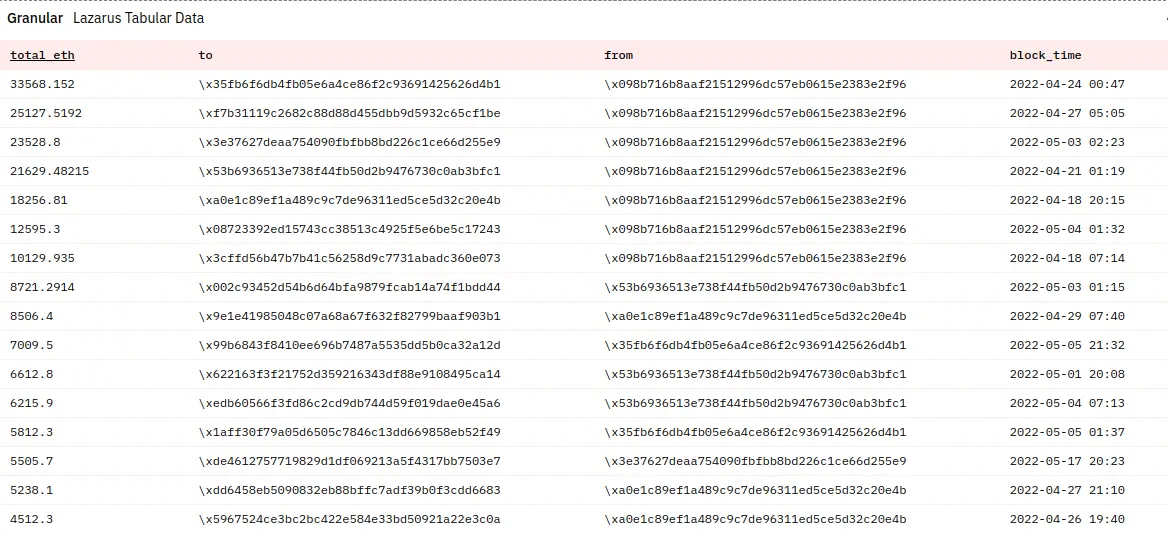 Granular Lazarus Tabular Data
total_eth to from block_time
33568.152 \x35fb6f6db4fb05e6a4ce86f2c93691425626d4b1 \x098b716b8aaf21512996dc57eb0615e2383e2f96 2022-04-24 00:47
25127.5192 \xf7b31119c2682c88d88d455dbb9d5932c65cf1be \x098b716b8aaf21512996dc57eb0615e2383e2f96 2022-04-27 05:05
23528.8 \x3e37627deaa754090fbfbb8bd226c1ce66d255e9 \x098b716b8aaf21512996dc57eb0615e2383e2f96 2022-05-03 02:23
21629.48215 \x53b6936513e738f44fb50d2b9476730c0ab3bfc1 \x098b716b8aaf21512996dc57eb0615e2383e2f96 2022-04-21 01:19
18256.81 \xa0e1c89ef1a489c9c7de96311ed5ce5d32c20e4b \x098b716b8aaf21512996dc57eb0615e2383e2f96 2022-04-18 20:15
12595.3 \x08723392ed15743cc38513c4925f5e6be5c17243 \x098b716b8aaf21512996dc57eb0615e2383e2f96 2022-05-04 01:32
10129.935 \x3cffd56b47b7b41c56258d9c7731abadc360e073 \x098b716b8aaf21512996dc57eb0615e2383e2f96 2022-04-18 07:14
8721.2914 \x002c93452d54b6d64bfa9879fcab14a74f1bdd44 \x53b6936513e738f44fb50d2b9476730c0ab3bfc1 2022-05-03 01:15
8506.4 \x9e1e41985048c07a68a67f632f82799baaf903b1 \xa0e1c89ef1a489c9c7de96311ed5ce5d32c20e4b 2022-04-29 07:40
7009.5 \x99b6843f8410ee696b7487a5535dd5b0ca32a12d \x35fb6f6db4fb05e6a4ce86f2c93691425626d4b1 2022-05-05 21:32
6612.8 \x622163f3f21752d359216343df88e9108495ca14 \x53b6936513e738f44fb50d2b9476730c0ab3bfc1 2022-05-01 20:08
6215.9 \xedb60566f3fd86c2cd9db744d59f019dae0e45a6 \x53b6936513e738f44fb50d2b9476730c0ab3bfc1 2022-05-04 07:13
5812.3 \x1aff30f79a05d6505c7846c13dd669858eb52f49 \x35fb6f6db4fb05e6a4ce86f2c93691425626d4b1 2022-05-05 01:37
5505.7 \xde4612757719829d1df069213a5f4317bb7503e7 \x3e37627deaa754090fbfbb8bd226c1ce66d255e9 2022-05-17 20:23
5238.1 \xdd6458eb5090832eb88bffc7adf39b0f3cdd6683 \xa0e1c89ef1a489c9c7de96311ed5ce5d32c20e4b 2022-04-27 21:10
4512.3 \x5967524ce3bc2bc422e584e33bd50921a22e3c0a \xa0e1c89ef1a489c9c7de96311ed5ce5d32c20e4b 2022-04-26 19:40